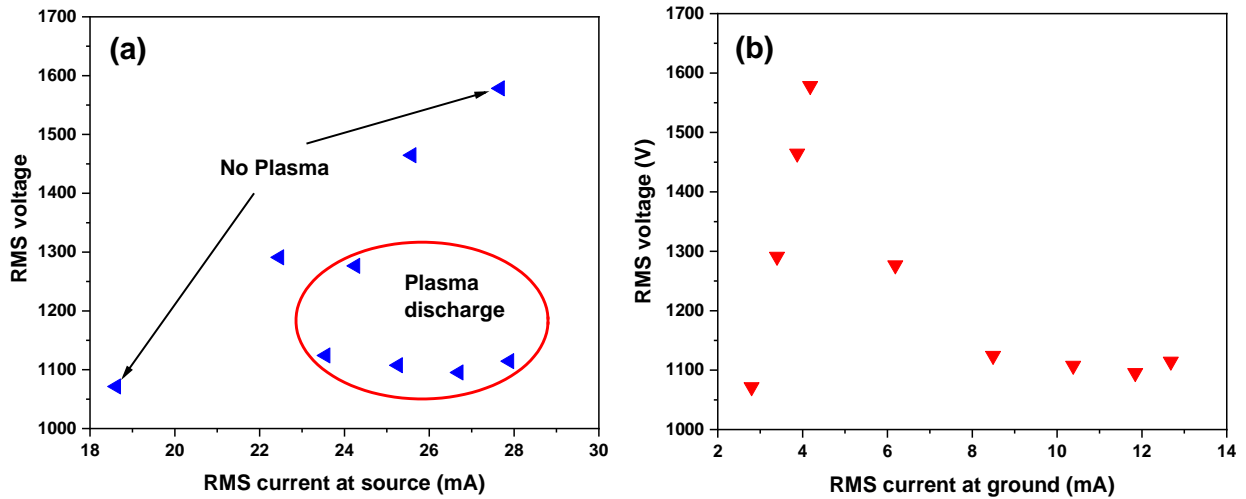 (a)
1700
1600
1500
1400
1300
1200
1100
1000
RMS voltage
No Plasma
Plasma
discharge
18 20 22 24 26 28 30
RMS current at source (mA)
(b)
1700
1600
1500
1400
1300
1200
1100
1000
RMS voltage (V)
2 4 6 8 10 12 14
RMS current at ground (mA)